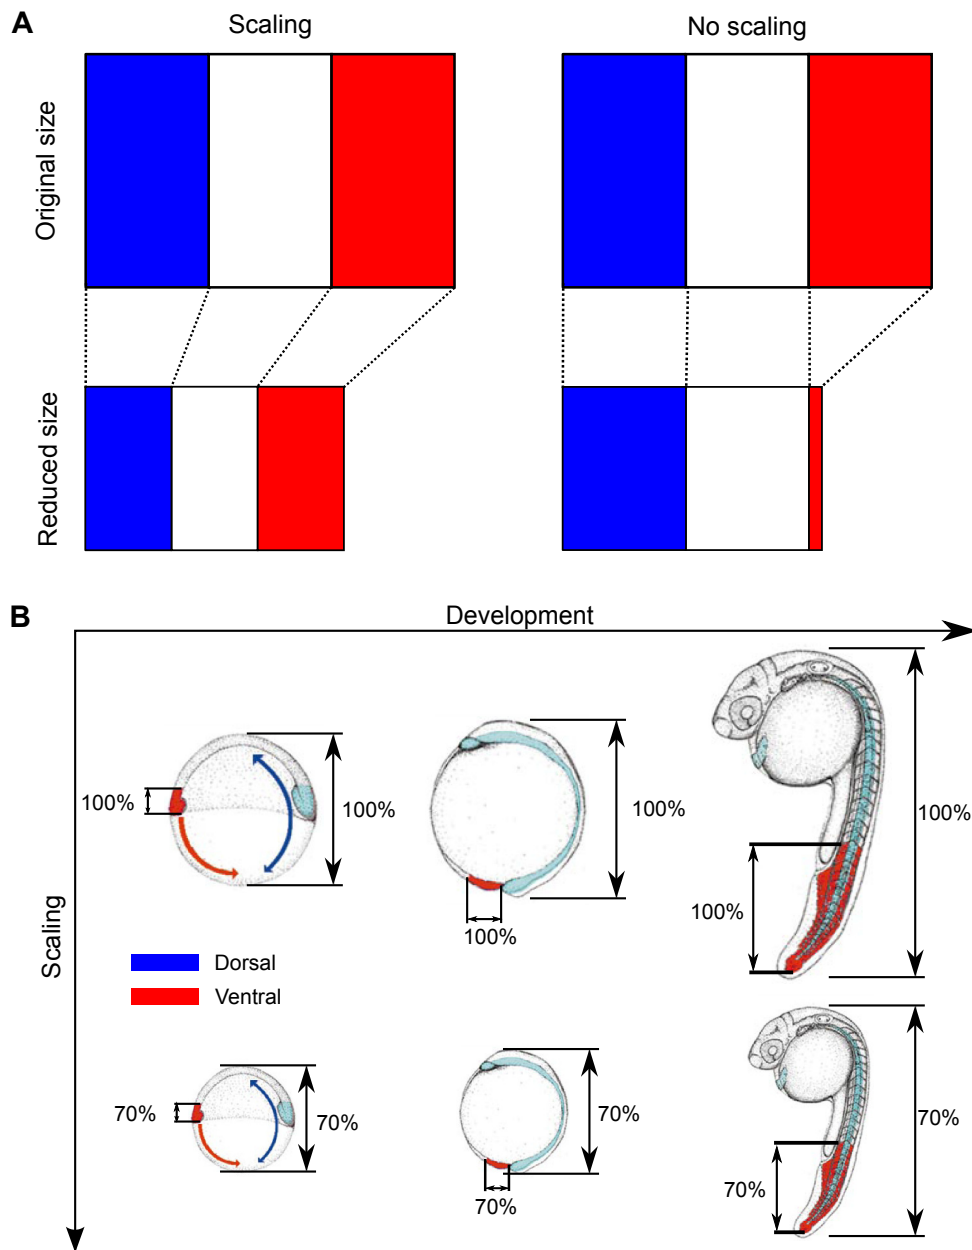 A
Scaling
No scaling
Original size
Reduced size
B
Development
Scaling
100%
100%
100%
100%
100%
100%
Dorsal
Ventral
70%
70%
70%
70%
70%
70%